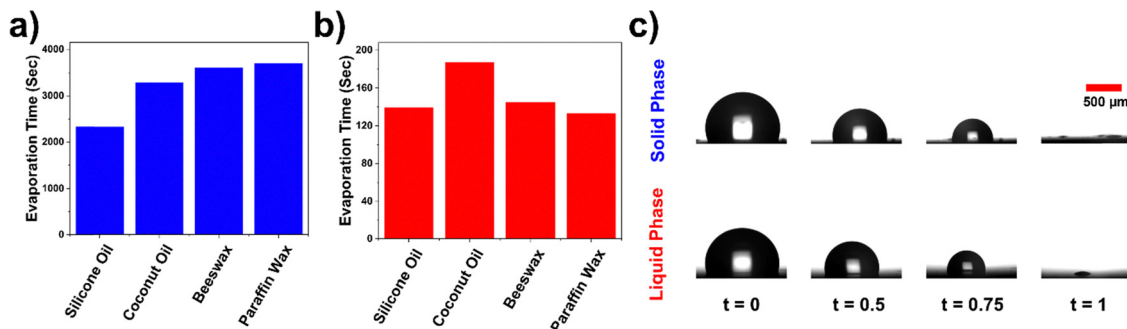 a)
Evaporation Time (Sec)
4000
3000
2000
1000
0
Silicone Oil
Coconut Oil
Beeswax
Paraffin Wax
b)
Evaporation Time (Sec)
200
160
120
80
40
0
Silicone Oil
Coconut Oil
Beeswax
Paraffin Wax
c)
Solid Phase
500 µm
Liquid Phase
t = 0
t = 0.5
t = 0.75
t = 1